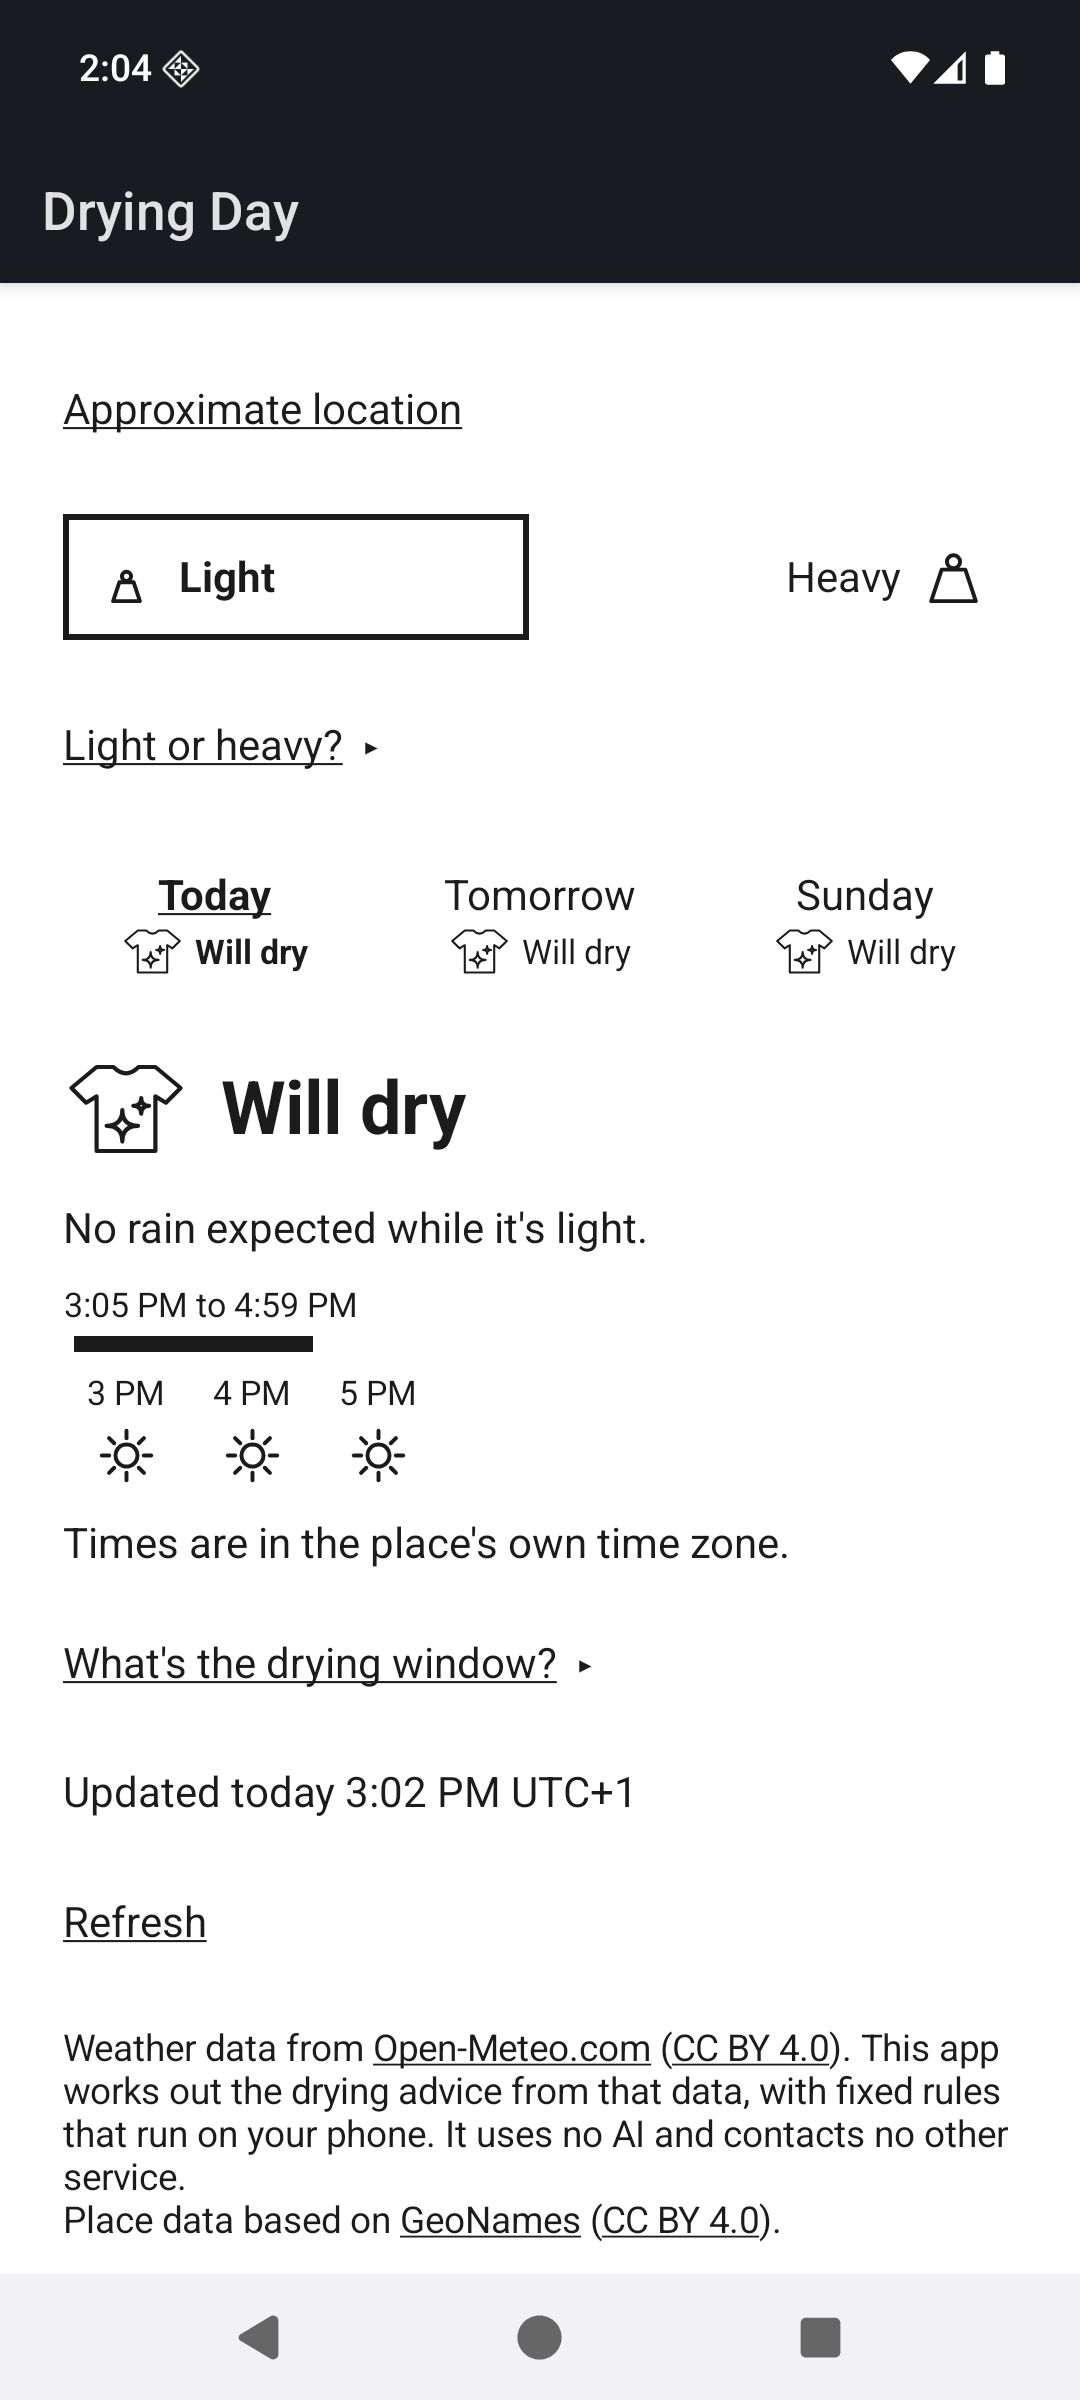 2:04
Drying Day
Approximate location
Light
Heavy
Light or heavy? ▸
Today Tomorrow Sunday
Will dry Will dry Will dry
Will dry
No rain expected while it's light.
3:05 PM to 4:59 PM
3 PM 4 PM 5 PM
Times are in the place's own time zone.
What's the drying window? ▸
Updated today 3:02 PM UTC+1
Refresh
Weather data from Open-Meteo.com (CC BY 4.0). This app
works out the drying advice from that data, with fixed rules
that run on your phone. It uses no AI and contacts no other
service.
Place data based on GeoNames (CC BY 4.0).